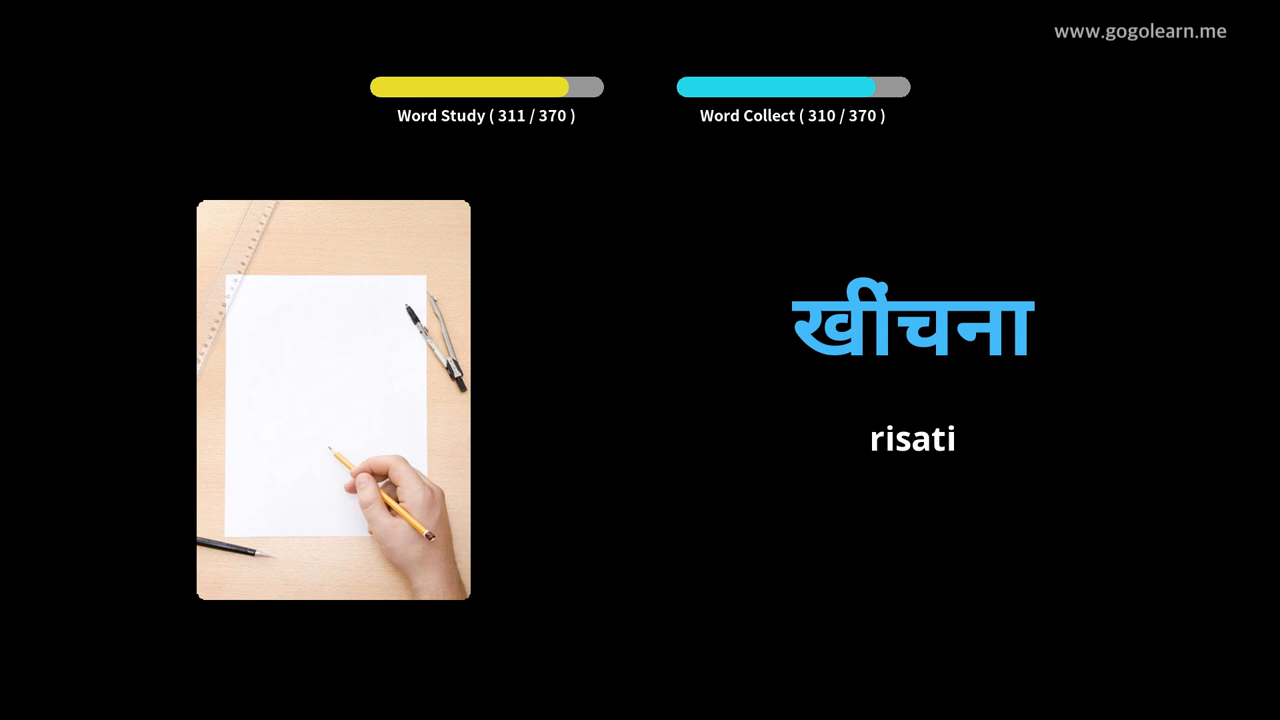 www.gogolearn.me
Word Study ( 311 / 370 )
Word Collect ( 310 / 370 )
खींचना
risati